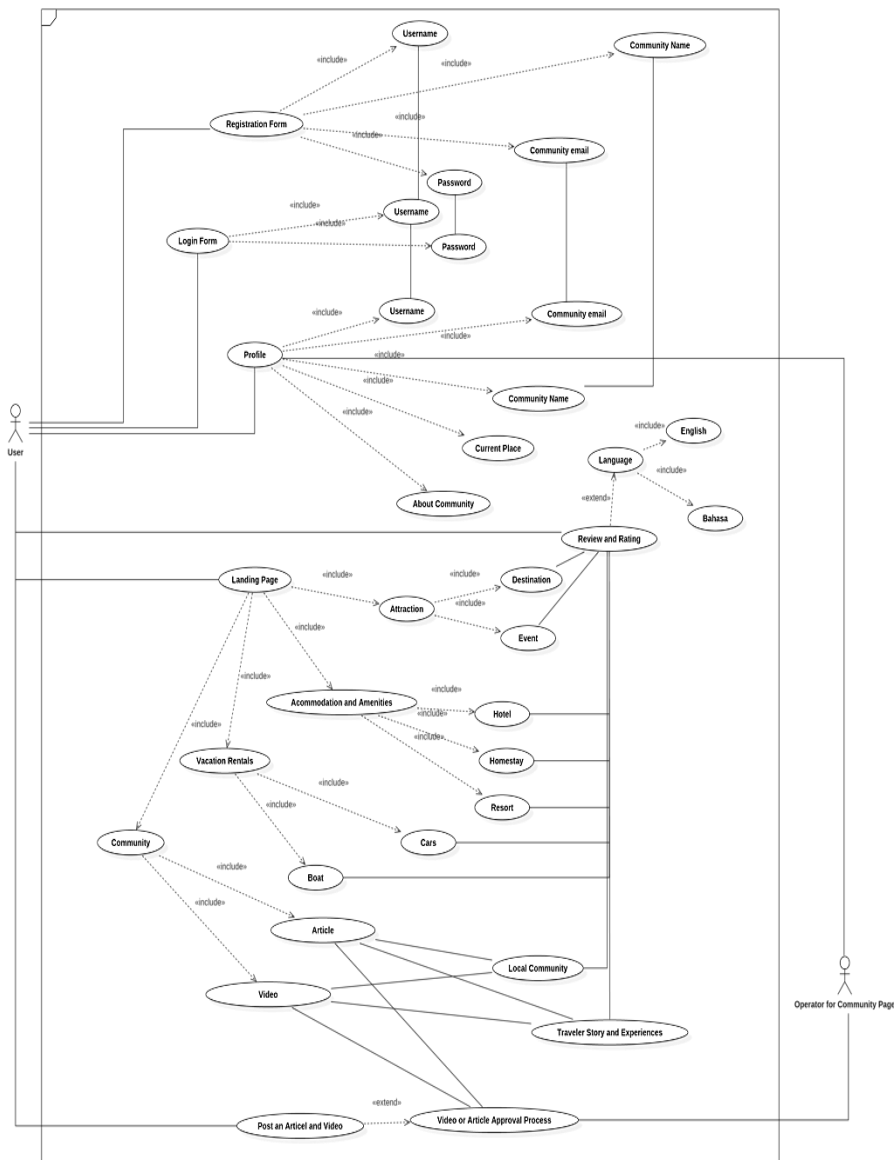 Username
Community Name
«include»
«include»
«include»
Registration Form
«include»
Community email
Password
«include»
Username
«include»
Login Form
Password
Username
«include»
Community email
«include»
Profile
«include»
«include»
Community Name
«include»
User
«include»
English
Current Place
Language
«include»
«extend»
About Community
Bahasa
Review and Rating
Landing Page
«include»
«include»
Destination
Attraction
«include»
«include»
Event
«include»
«include»
Acommodation and Amenities
«include»
Hotel
«include»
«include»
Vacation Rentals
Homestay
«include»
«include»
Resort
Community
Cars
«include»
Boat
«include»
Article
Local Community
Video
Operator for Community Page
Traveler Story and Experiences
«extend»
Post an Articel and Video
Video or Article Approval Process